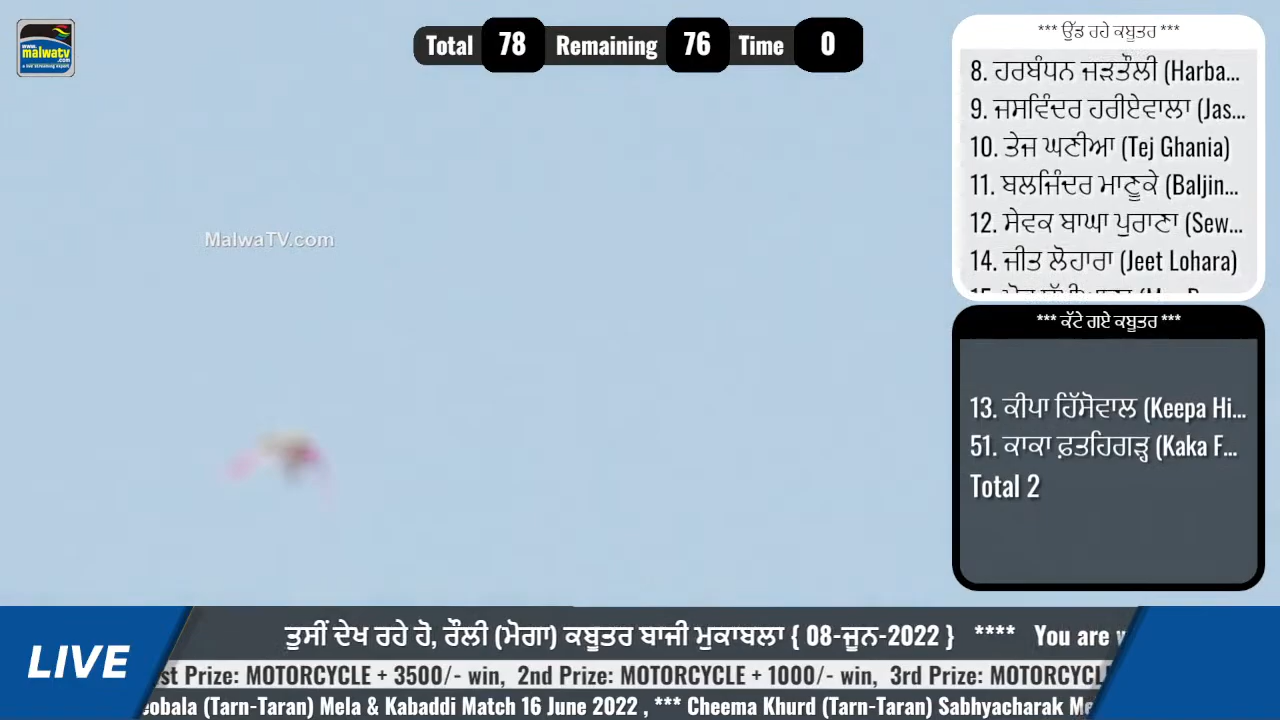 www.
malwatv
.com
Total 78 Remaining 76 Time 0
*** ਉੱਡ ਰਹੇ ਕਬੂਤਰ ***
8. ਹਰਬੰਧਨ ਜੜਤੌਲੀ (Harba...
9. ਜਸਵਿੰਦਰ ਹਰੀਏਵਾਲਾ (Jas...
10. ਤੇਜ ਘਣੀਆ (Tej Ghania)
11. ਬਲਜਿੰਦਰ ਮਾਣੂਕੇ (Baljin...
12. ਸੇਵਕ ਬਾਘਾ ਪੁਰਾਣਾ (Sew...
14. ਜੀਤ ਲੋਹਾਰਾ (Jeet Lohara)
MalwaTV.com
*** ਕੱਟੇ ਗਏ ਕਬੂਤਰ ***
13. ਕੀਪਾ ਹਿੱਸੋਵਾਲ (Keepa Hi...
51. ਕਾਕਾ ਫ਼ਤਹਿਗੜ੍ਹ (Kaka F...
Total 2
LIVE
ਤੁਸੀਂ ਦੇਖ ਰਹੇ ਹੋ, ਰੌਲੀ (ਮੋਗਾ) ਕਬੂਤਰ ਬਾਜੀ ਮੁਕਾਬਲਾ { 08-ਜੂਨ-2022 } **** You are
st Prize: MOTORCYCLE + 3500/- win, 2nd Prize: MOTORCYCLE + 1000/- win, 3rd Prize: MOTORCYCL
eobala (Tarn-Taran) Mela & Kabaddi Match 16 June 2022 , *** Cheema Khurd (Tarn-Taran) Sabhyacharak Me